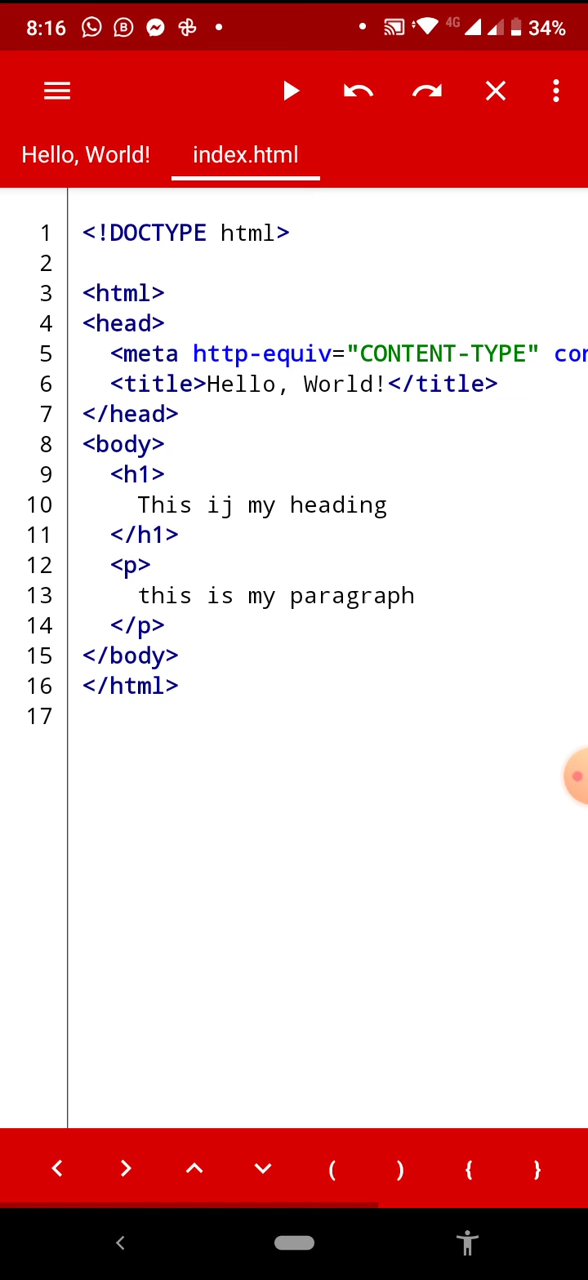 8:16 4G 34%
Hello, World! index.html
1 <!DOCTYPE html>
2
3 <html>
4 <head>
5 <meta http-equiv="CONTENT-TYPE" con
6 <title>Hello, World!</title>
7 </head>
8 <body>
9 <h1>
10 This ij my heading
11 </h1>
12 <p>
13 this is my paragraph
14 </p>
15 </body>
16 </html>
17
( ) { }